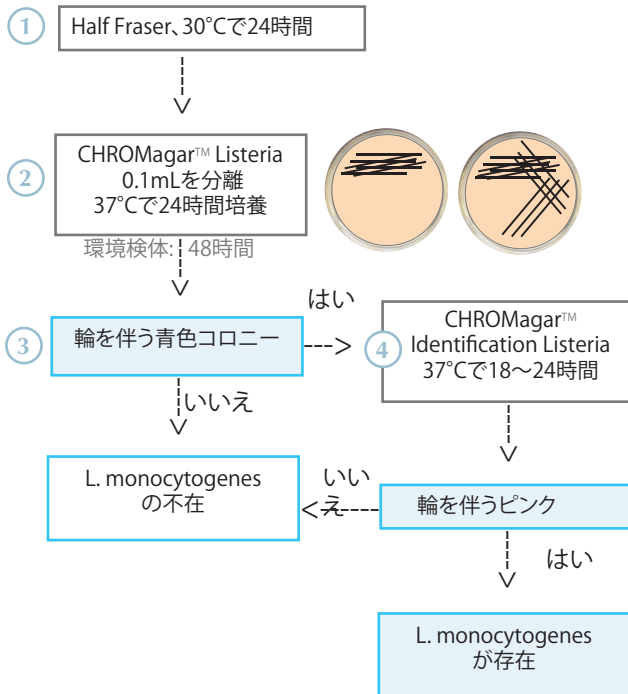 1
Half Fraser、30°Cで24時間
2
CHROMagar™ Listeria
0.1mLを分離
37°Cで24時間培養
環境検体: 48時間
はい
3
輪を伴う青色コロニー
4
CHROMagar™
Identification Listeria
37°Cで18～24時間
いいえ
L. monocytogenes
の不在
いい
え
輪を伴うピンク
はい
L. monocytogenes
が存在